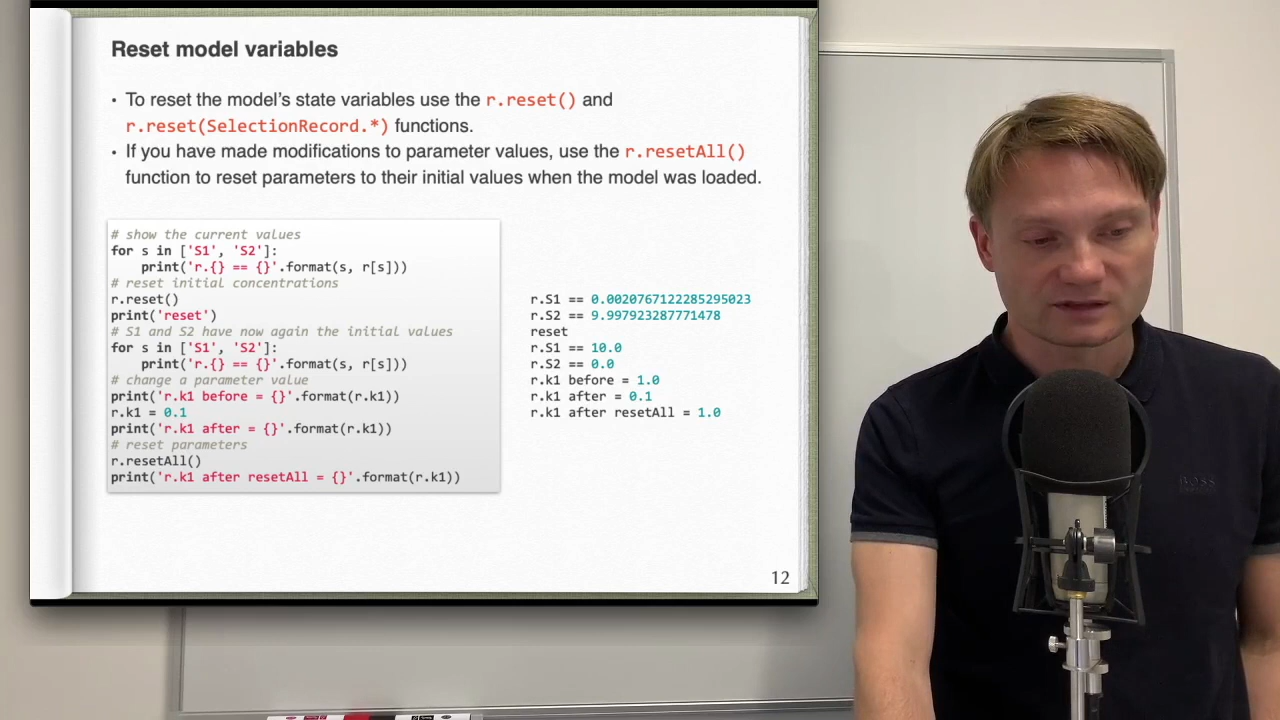 Reset model variables
• To reset the model's state variables use the r.reset() and
r.reset(SelectionRecord.*) functions.
• If you have made modifications to parameter values, use the r.resetAll()
function to reset parameters to their initial values when the model was loaded.
# show the current values
for s in ['S1', 'S2']:
    print('r.{} == {}'.format(s, r[s]))
# reset initial concentrations
r.reset()
print('reset')
# S1 and S2 have now again the initial values
for s in ['S1', 'S2']:
    print('r.{} == {}'.format(s, r[s]))
# change a parameter value
print('r.k1 before = {}'.format(r.k1))
r.k1 = 0.1
print('r.k1 after = {}'.format(r.k1))
# reset parameters
r.resetAll()
print('r.k1 after resetAll = {}'.format(r.k1))
r.S1 == 0.0020767122285295023
r.S2 == 9.997923287771478
reset
r.S1 == 10.0
r.S2 == 0.0
r.k1 before = 1.0
r.k1 after = 0.1
r.k1 after resetAll = 1.0
12
BOSS